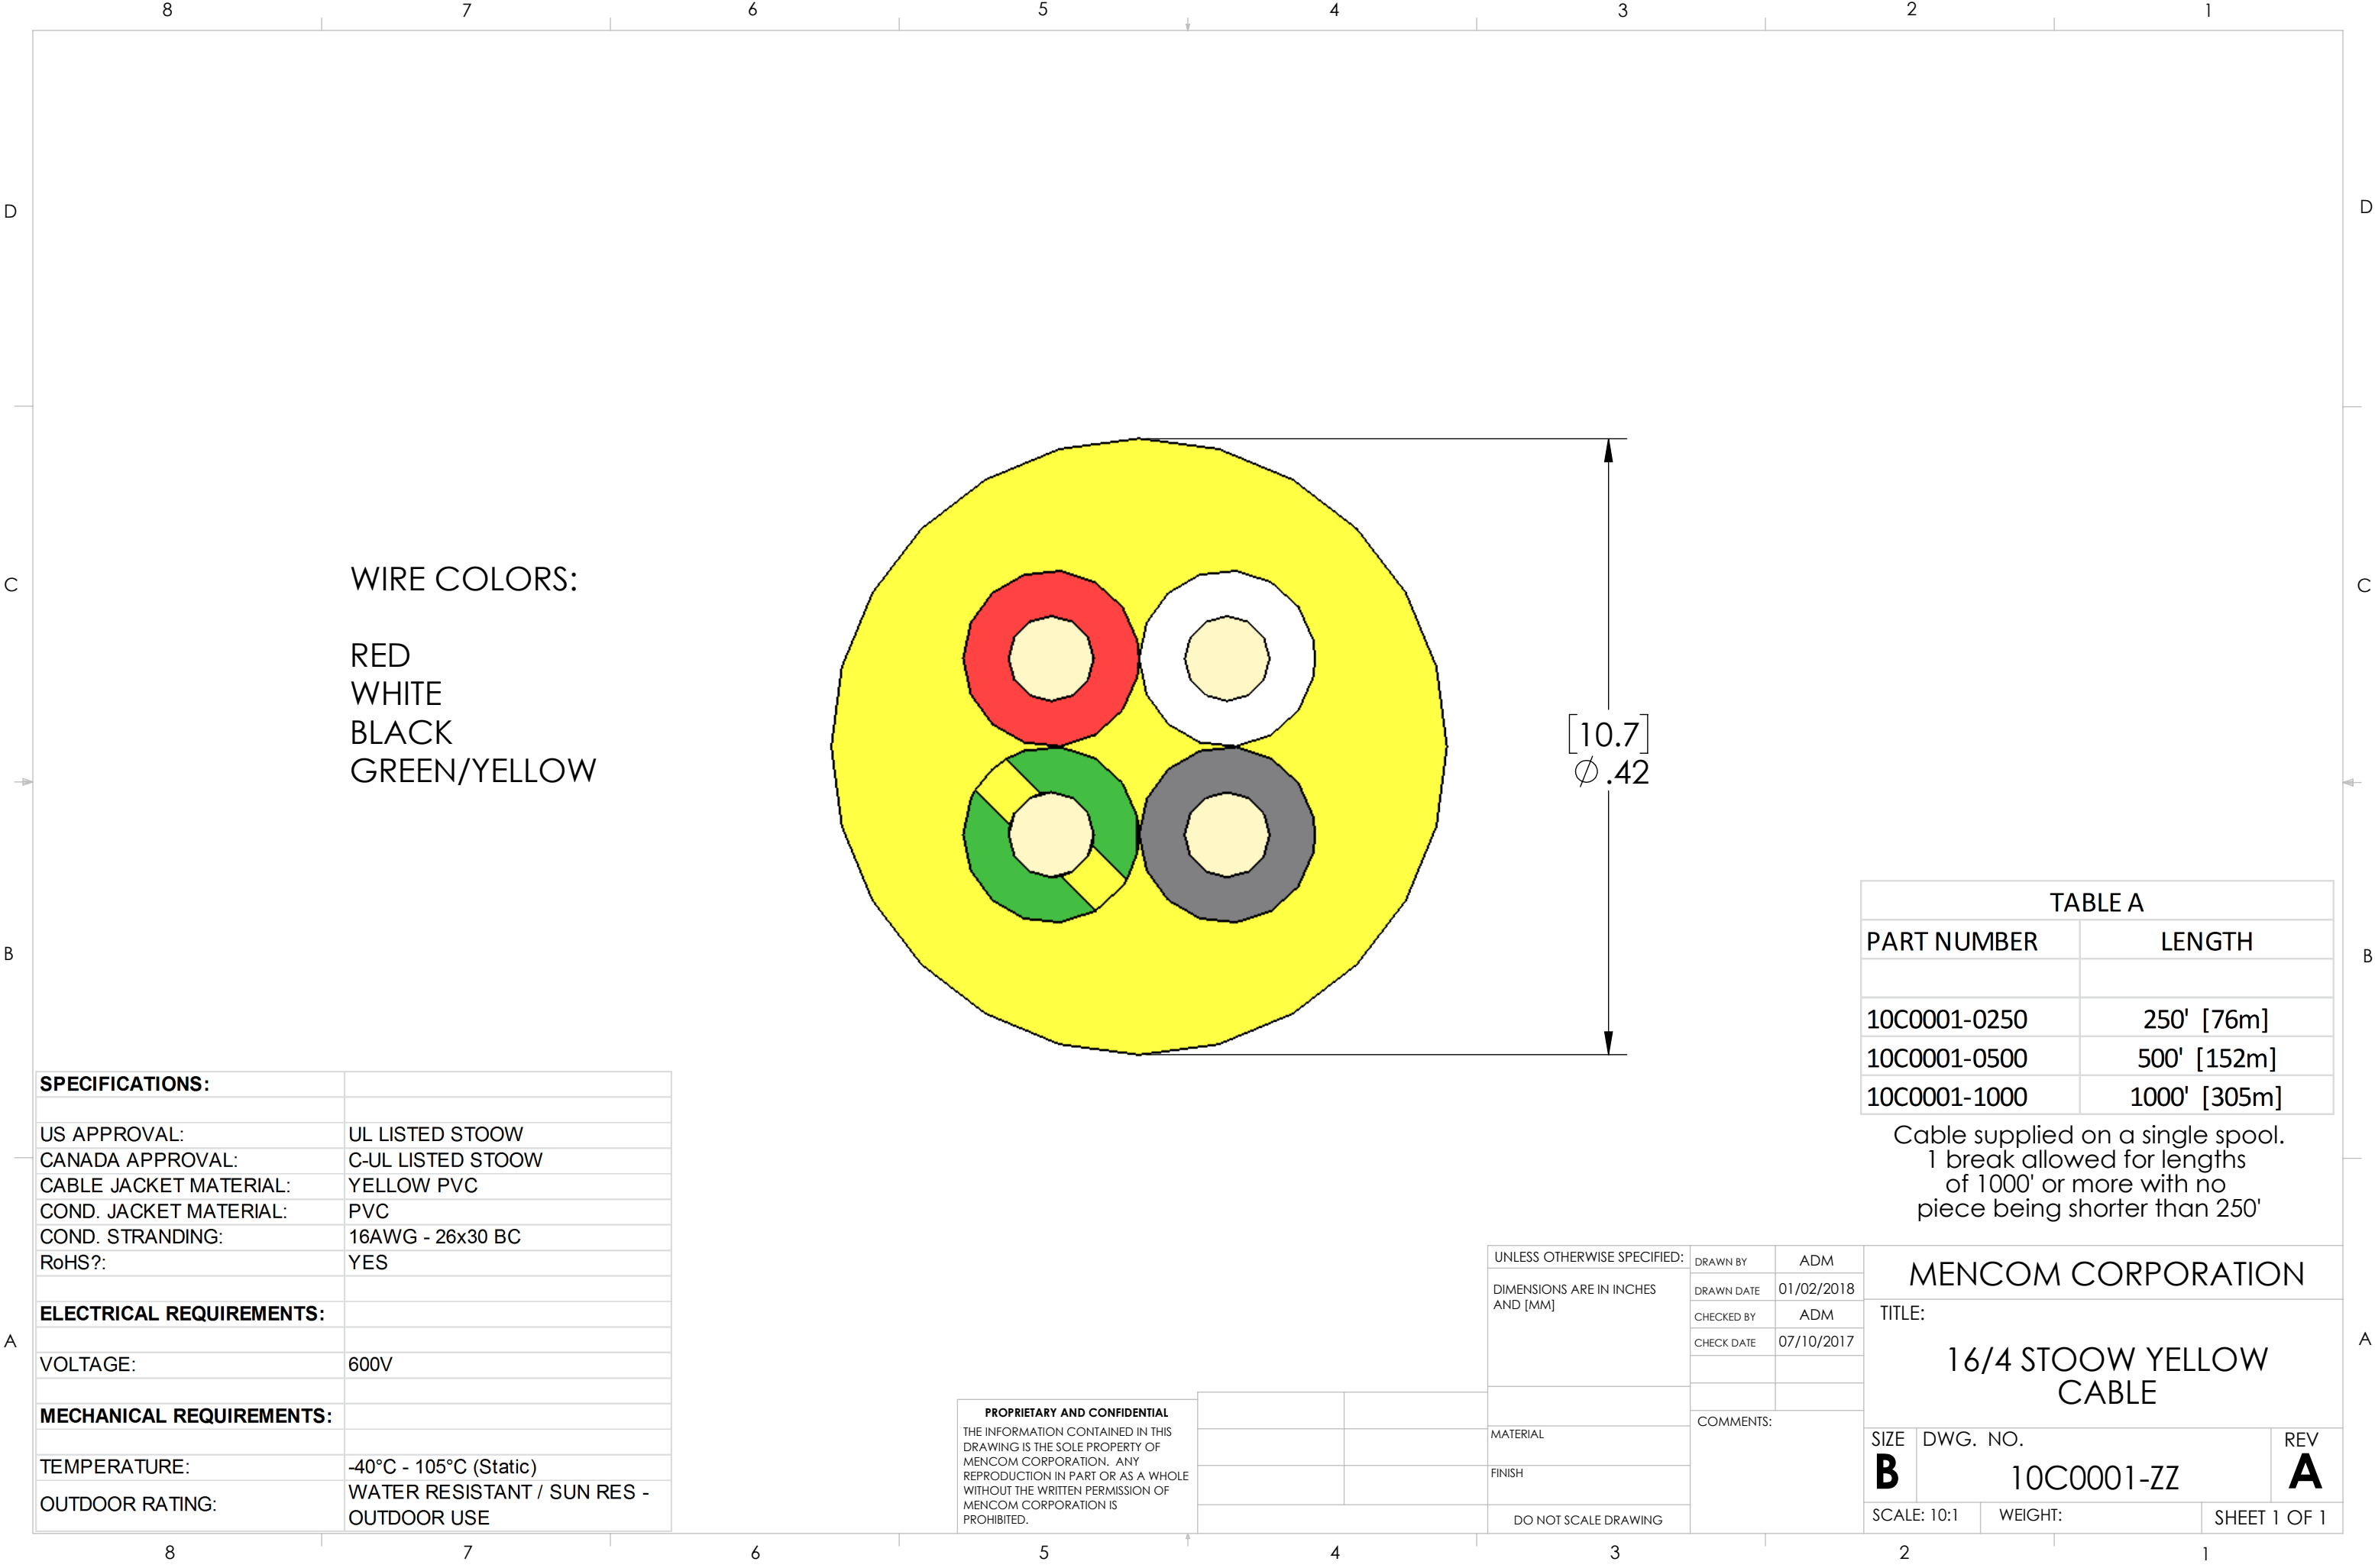 8 7 6 5 4 3 2 1
D D
C C
B B
A A
WIRE COLORS:
RED
WHITE
BLACK
GREEN/YELLOW
[10.7]
∅.42
TABLE A
PART NUMBER LENGTH
10C0001-0250 250' [76m]
10C0001-0500 500' [152m]
10C0001-1000 1000' [305m]
Cable supplied on a single spool.
1 break allowed for lengths
of 1000' or more with no
piece being shorter than 250'
SPECIFICATIONS:
US APPROVAL: UL LISTED STOOW
CANADA APPROVAL: C-UL LISTED STOOW
CABLE JACKET MATERIAL: YELLOW PVC
COND. JACKET MATERIAL: PVC
COND. STRANDING: 16AWG - 26x30 BC
RoHS?: YES
ELECTRICAL REQUIREMENTS:
VOLTAGE: 600V
MECHANICAL REQUIREMENTS:
TEMPERATURE: -40°C - 105°C (Static)
OUTDOOR RATING: WATER RESISTANT / SUN RES -
OUTDOOR USE
PROPRIETARY AND CONFIDENTIAL
THE INFORMATION CONTAINED IN THIS
DRAWING IS THE SOLE PROPERTY OF
MENCOM CORPORATION. ANY
REPRODUCTION IN PART OR AS A WHOLE
WITHOUT THE WRITTEN PERMISSION OF
MENCOM CORPORATION IS
PROHIBITED.
UNLESS OTHERWISE SPECIFIED:
DIMENSIONS ARE IN INCHES
AND [MM]
MATERIAL
FINISH
DO NOT SCALE DRAWING
DRAWN BY ADM
DRAWN DATE 01/02/2018
CHECKED BY ADM
CHECK DATE 07/10/2017
COMMENTS:
MENCOM CORPORATION
TITLE:
16/4 STOOW YELLOW
CABLE
SIZE DWG. NO. REV
B 10C0001-ZZ A
SCALE: 10:1 WEIGHT: SHEET 1 OF 1
8 7 6 5 4 3 2 1